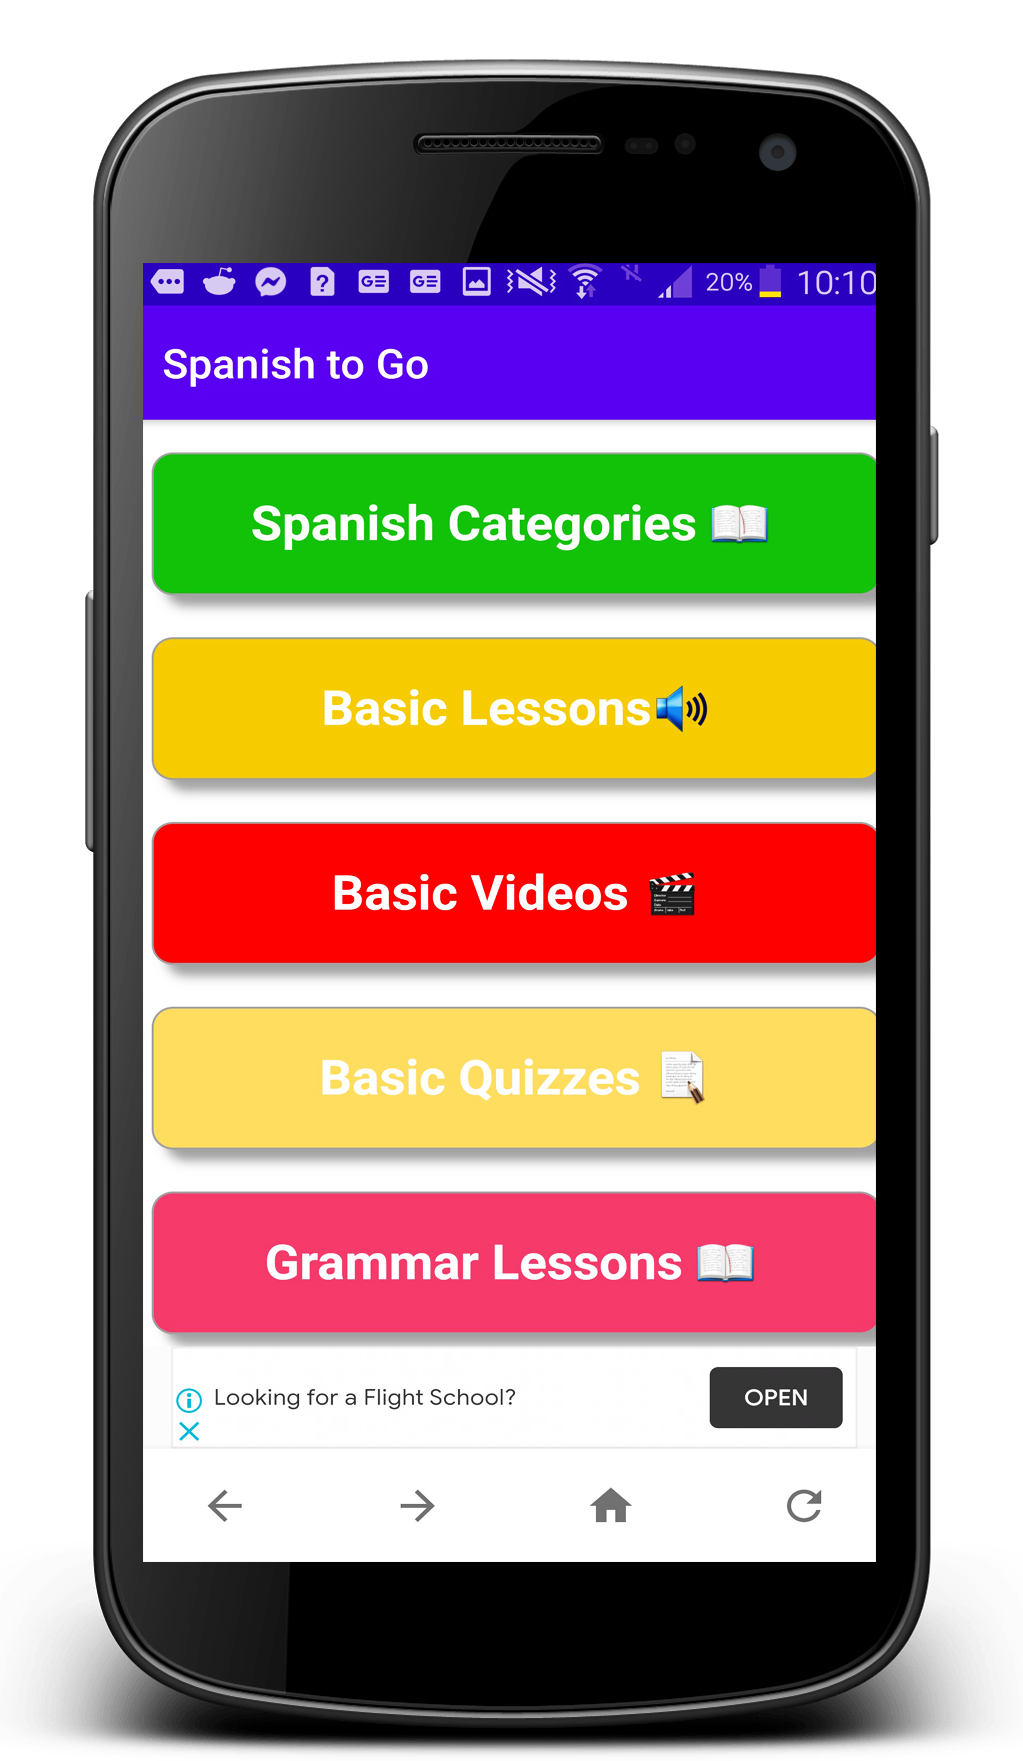 20% 10:10
Spanish to Go
Spanish Categories 📖
Basic Lessons🔊
Basic Videos 🎬
Basic Quizzes 📝
Grammar Lessons 📖
Looking for a Flight School?
OPEN